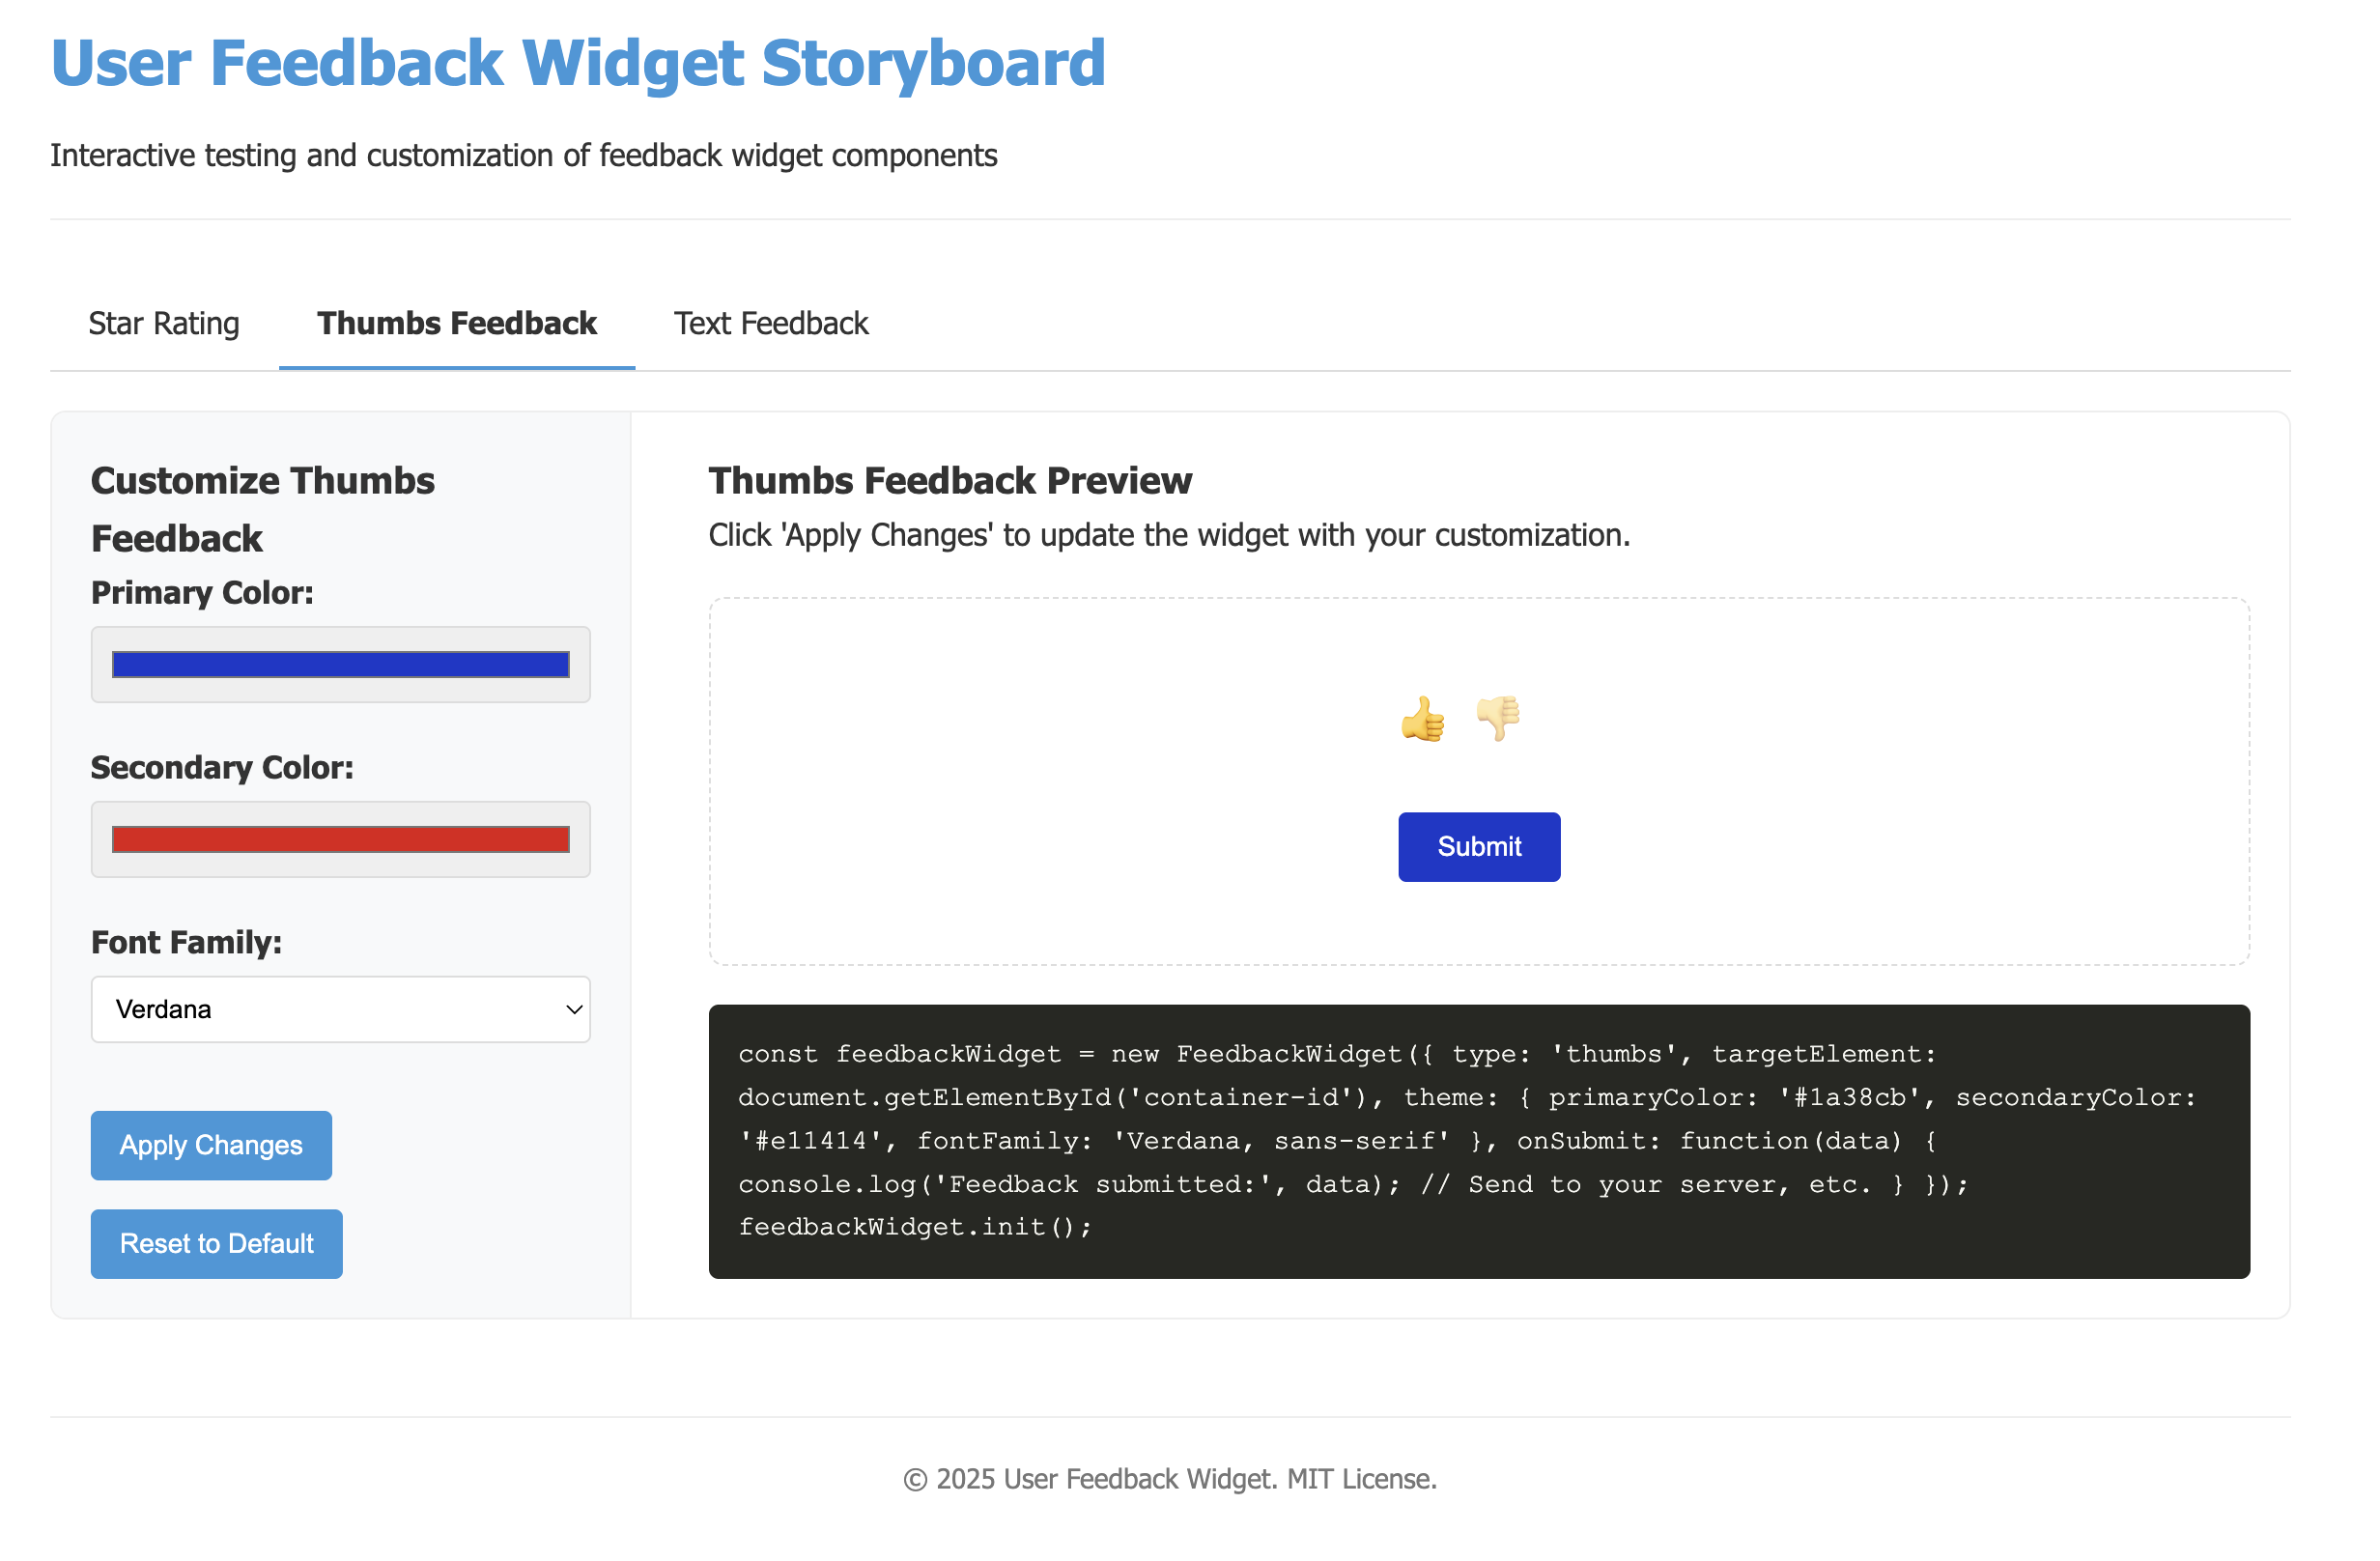 User Feedback Widget Storyboard
Interactive testing and customization of feedback widget components
Star Rating
Thumbs Feedback
Text Feedback
Customize Thumbs
Feedback
Primary Color:
Secondary Color:
Font Family:
Verdana
Apply Changes
Reset to Default
Thumbs Feedback Preview
Click 'Apply Changes' to update the widget with your customization.
Submit
const feedbackWidget = new FeedbackWidget({ type: 'thumbs', targetElement:
document.getElementById('container-id'), theme: { primaryColor: '#1a38cb', secondaryColor:
'#e11414', fontFamily: 'Verdana, sans-serif' }, onSubmit: function(data) {
console.log('Feedback submitted:', data); // Send to your server, etc. } });
feedbackWidget.init();
© 2025 User Feedback Widget. MIT License.